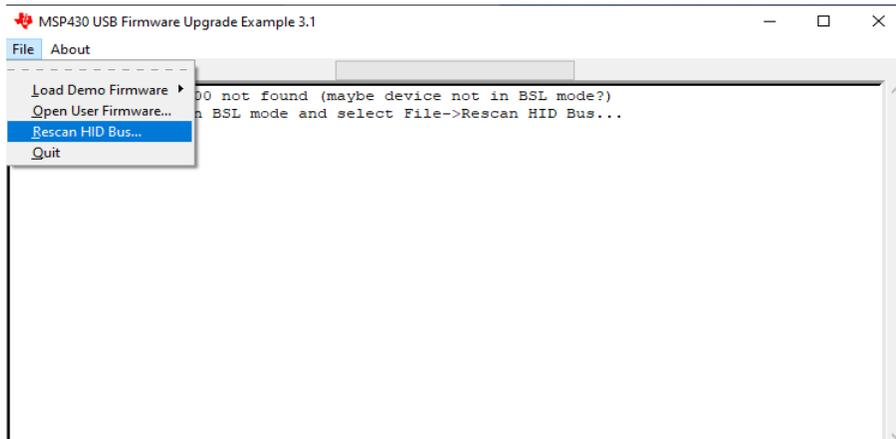 MSP430 USB Firmware Upgrade Example 3.1
File About
Load Demo Firmware
00 not found (maybe device not in BSL mode?)
Open User Firmware...
n BSL mode and select File->Rescan HID Bus...
Rescan HID Bus...
Quit